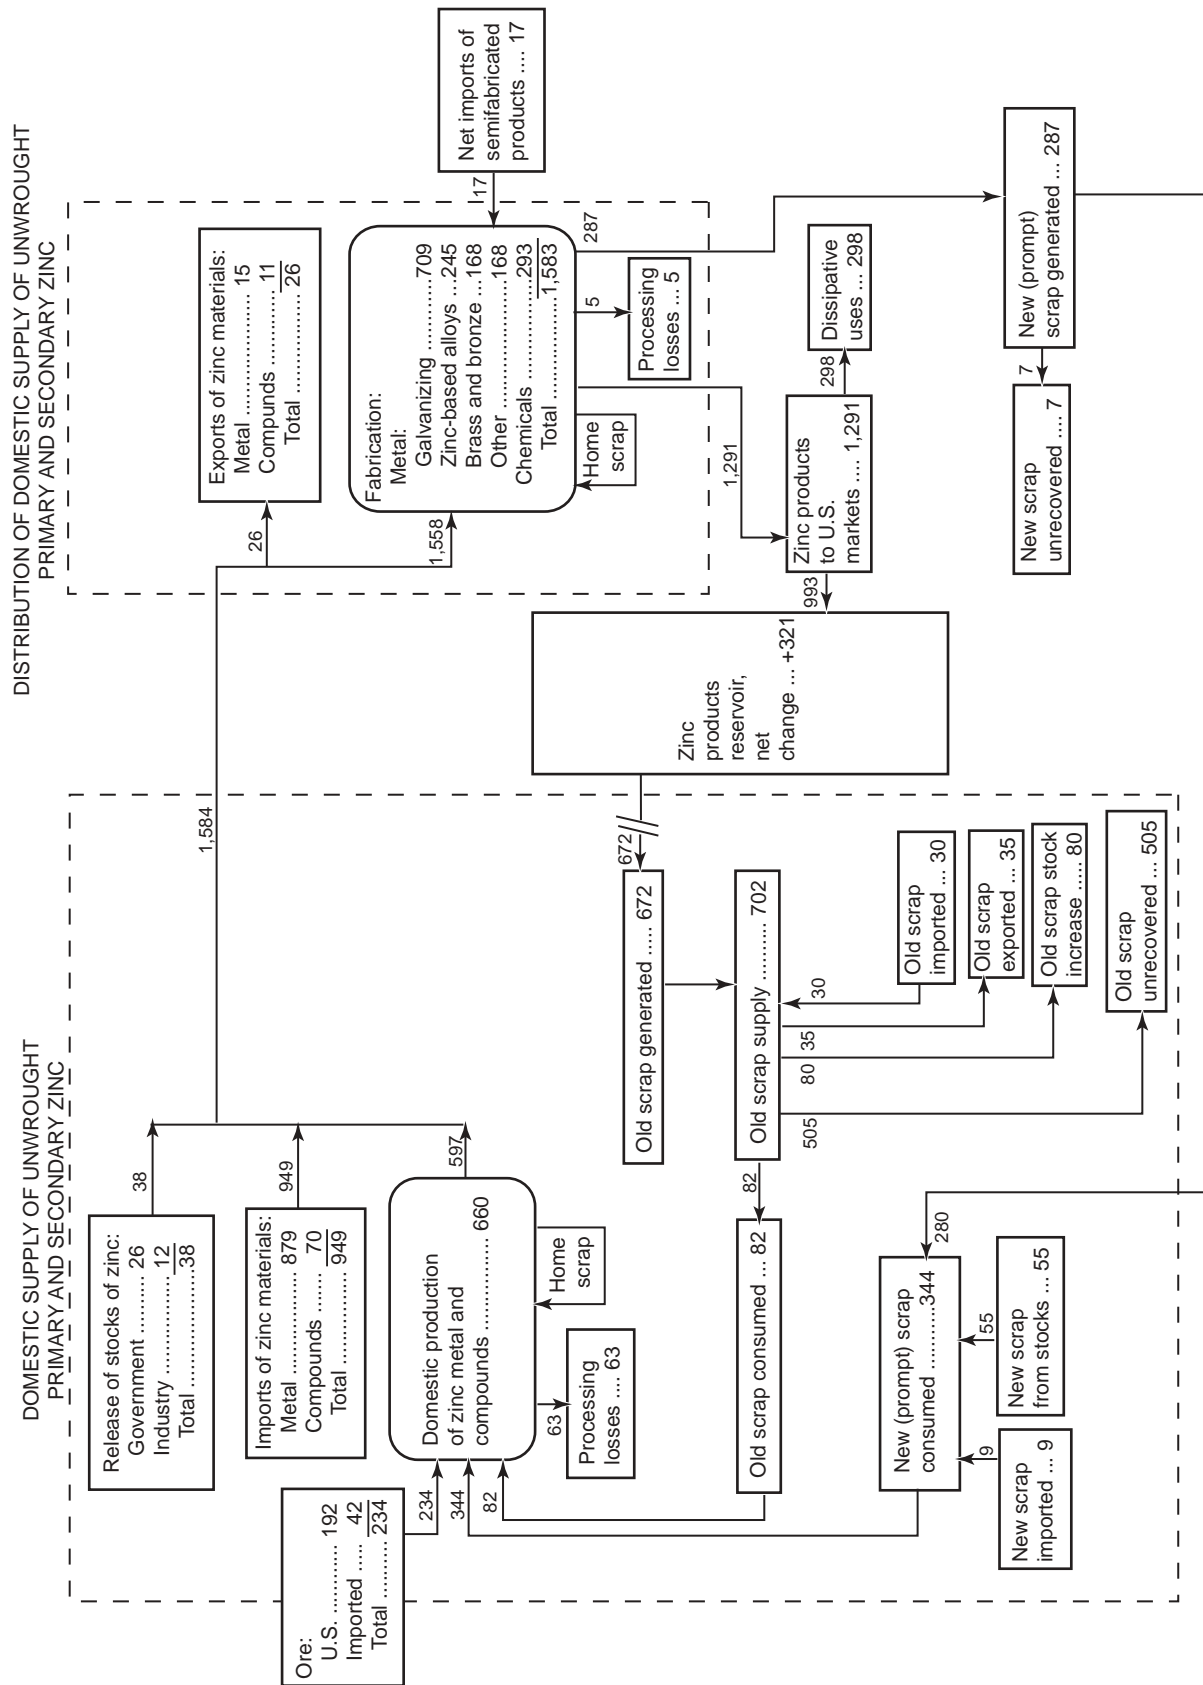 DOMESTIC SUPPLY OF UNWROUGHT
PRIMARY AND SECONDARY ZINC
DISTRIBUTION OF DOMESTIC SUPPLY OF UNWROUGHT
PRIMARY AND SECONDARY ZINC
Ore:
U.S. ............ 192
Imported ..... 42
Total .......... 234
Release of stocks of zinc:
Government ......... 26
Industry ............... 12
Total ................... 38
38
Imports of zinc materials:
Metal .................. 879
Compounds ....... 70
Total ................ 949
949
234
344
82
Domestic production
of zinc metal and
compounds .................. 660
597
63
Processing
losses .... 63
Home
scrap
1,584
26
Exports of zinc materials:
Metal .................... 15
Compounds ........... 11
Total .................. 26
1,558
Fabrication:
Metal:
Galvanizing .......... 709
Zinc-based alloys ... 245
Brass and bronze ... 168
Other .................... 168
Chemicals ............... 293
Total ................. 1,583
17
Net imports of
semifabricated
products .... 17
Home
scrap
5
Processing
losses ... 5
287
1,291
Zinc products
to U.S.
markets .... 1,291
298
Dissipative
uses ... 298
993
Zinc
products
reservoir,
net
change ... +321
672
Old scrap generated ..... 672
Old scrap supply ........... 702
82
Old scrap consumed ... 82
30
35
80
505
Old scrap
imported ... 30
Old scrap
exported ... 35
Old scrap stock
increase ..... 80
Old scrap
unrecovered ... 505
New (prompt) scrap
consumed ............ 344
280
9
55
New scrap
imported ... 9
New scrap
from stocks ... 55
New (prompt)
scrap generated ... 287
7
New scrap
unrecovered .... 7